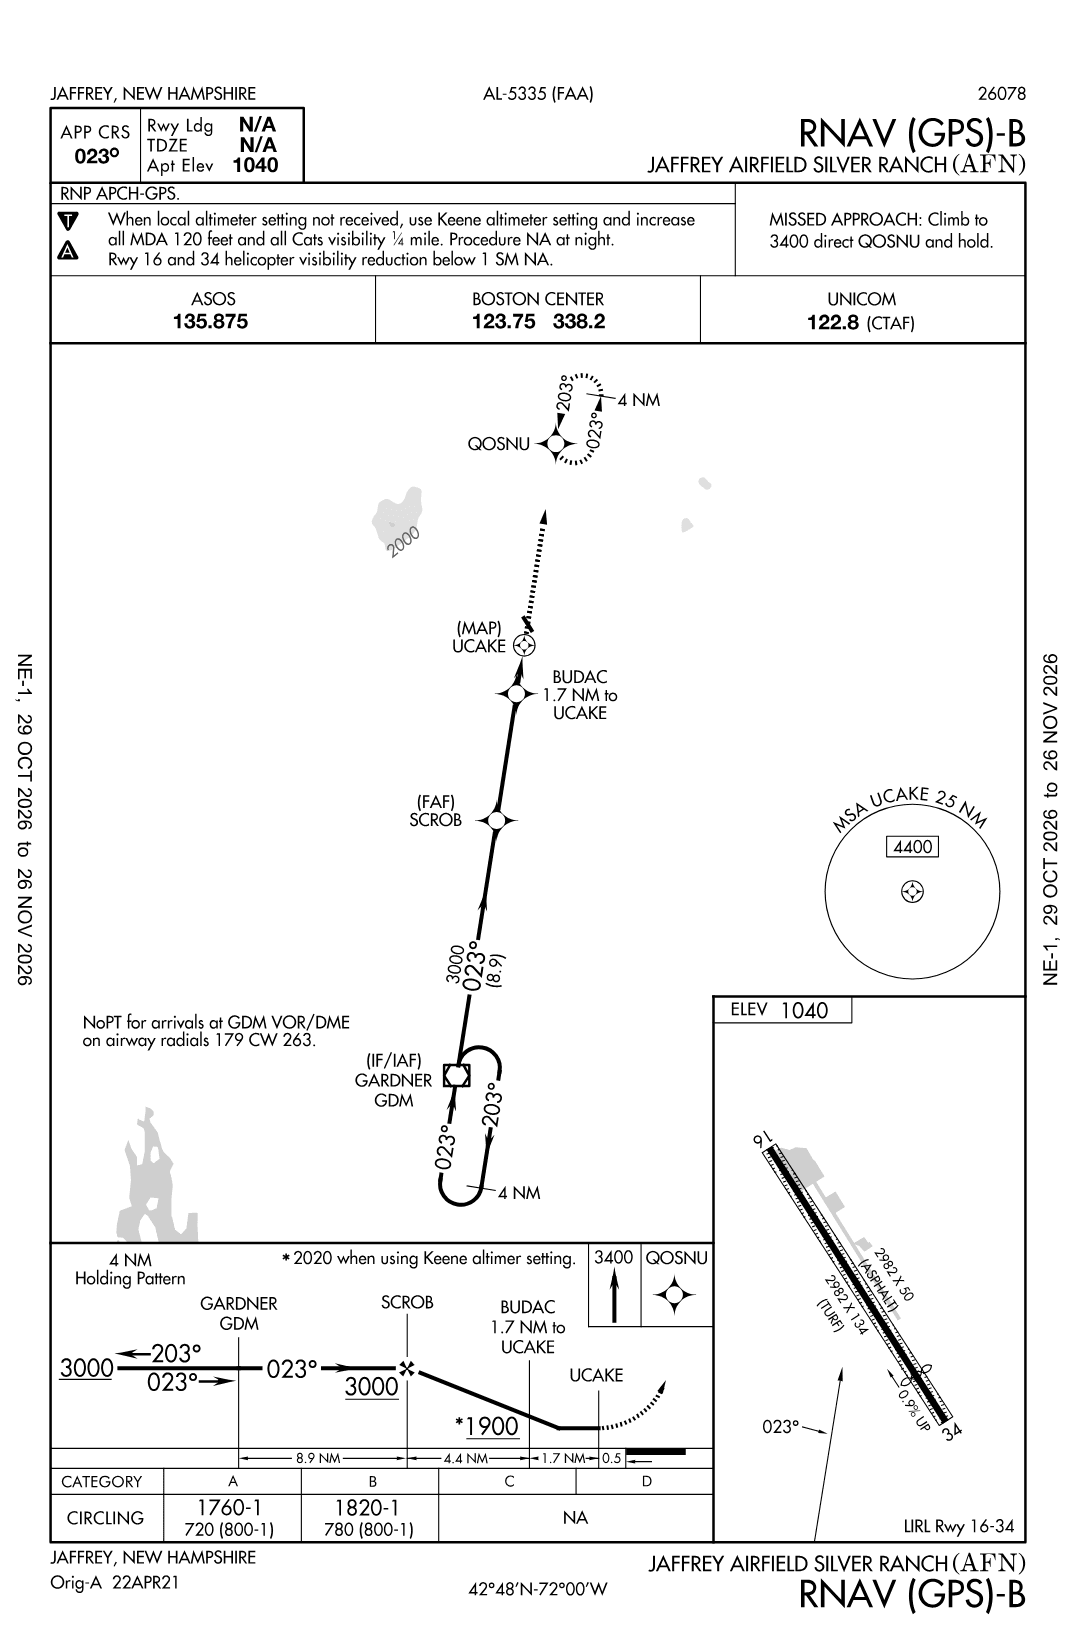 JAFFREY, NEW HAMPSHIRE
AL-5335 (FAA)
26078
APP CRS
023°
Rwy Ldg N/A
TDZE N/A
Apt Elev 1040
RNAV (GPS)-B
JAFFREY AIRFIELD SILVER RANCH (AFN)
RNP APCH-GPS.
T
A
When local altimeter setting not received, use Keene altimeter setting and increase
all MDA 120 feet and all Cats visibility ¼ mile. Procedure NA at night.
Rwy 16 and 34 helicopter visibility reduction below 1 SM NA.
MISSED APPROACH: Climb to
3400 direct QOSNU and hold.
ASOS
135.875
BOSTON CENTER
123.75 338.2
UNICOM
122.8 (CTAF)
203°
4 NM
023°
QOSNU
2000
(MAP)
UCAKE
BUDAC
1.7 NM to
UCAKE
(FAF)
SCROB
MSA UCAKE 25 NM
4400
3000
023°
(8.9)
NoPT for arrivals at GDM VOR/DME
on airway radials 179 CW 263.
(IF/IAF)
GARDNER
GDM
203°
023°
4 NM
NE-1, 29 OCT 2026 to 26 NOV 2026
NE-1, 29 OCT 2026 to 26 NOV 2026
ELEV 1040
16
2982 X 50
(ASPHALT)
2982 X 134
(TURF)
0.9% UP
34
023°
LIRL Rwy 16-34
4 NM
Holding Pattern
*2020 when using Keene altimer setting.
3400
QOSNU
GARDNER
GDM
SCROB
BUDAC
1.7 NM to
UCAKE
UCAKE
3000
203°
023°
023°
3000
*1900
8.9 NM
4.4 NM
1.7 NM
0.5
CATEGORY
A
B
C
D
CIRCLING
1760-1
720 (800-1)
1820-1
780 (800-1)
NA
JAFFREY, NEW HAMPSHIRE
Orig-A 22APR21
42°48'N-72°00'W
JAFFREY AIRFIELD SILVER RANCH (AFN)
RNAV (GPS)-B